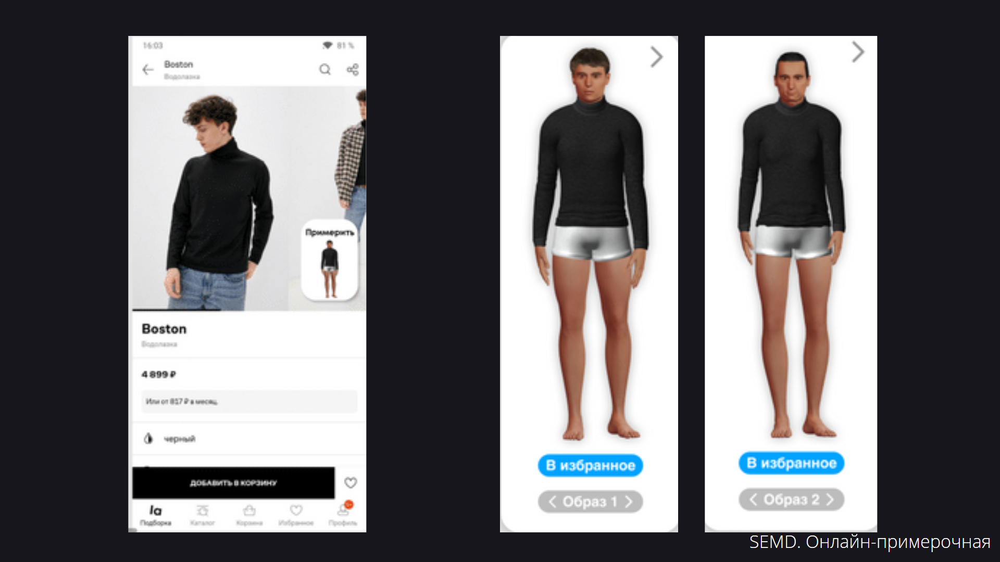 16:03
81 %
Boston
Водолазка
Примерить
Boston
Водолазка
4 899 ₽
Или от 817 ₽ в месяц.
черный
ДОБАВИТЬ В КОРЗИНУ
la
Подборка
Каталог
Корзина
Избранное
Профиль
В избранное
Образ 1
В избранное
Образ 2
SEMD. Онлайн-примерочная